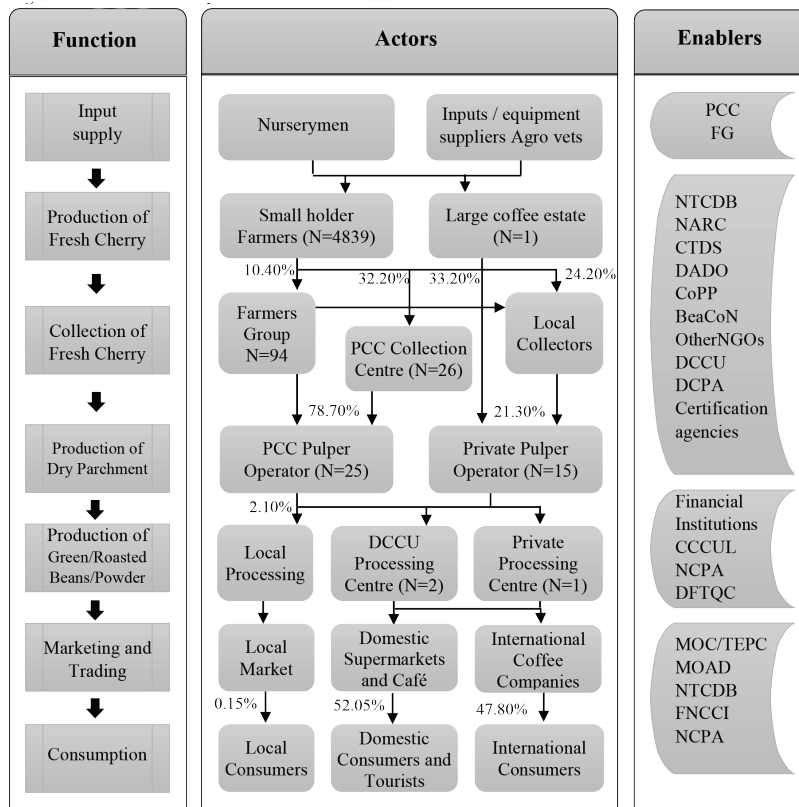 Function
Actors
Enablers
Input
supply
Nurserymen
Inputs / equipment
suppliers Agro vets
PCC
FG
Production of
Fresh Cherry
Small holder
Farmers (N=4839)
Large coffee estate
(N=1)
10.40%
32.20%
33.20%
24.20%
Collection of
Fresh Cherry
Farmers
Group
N=94
PCC Collection
Centre (N=26)
Local
Collectors
78.70%
21.30%
NTCDB
NARC
CTDS
DADO
CoPP
BeaCoN
OtherNGOs
DCCU
DCPA
Certification
agencies
Production of
Dry Parchment
PCC Pulper
Operator (N=25)
Private Pulper
Operator (N=15)
2.10%
Production of
Green/Roasted
Beans/Powder
Local
Processing
DCCU
Processing
Centre (N=2)
Private
Processing
Centre (N=1)
Financial
Institutions
CCCUL
NCPA
DFTQC
Marketing and
Trading
Local
Market
Domestic
Supermarkets
and Café
International
Coffee
Companies
0.15%
52.05%
47.80%
MOC/TEPC
MOAD
NTCDB
FNCCI
NCPA
Consumption
Local
Consumers
Domestic
Consumers and
Tourists
International
Consumers